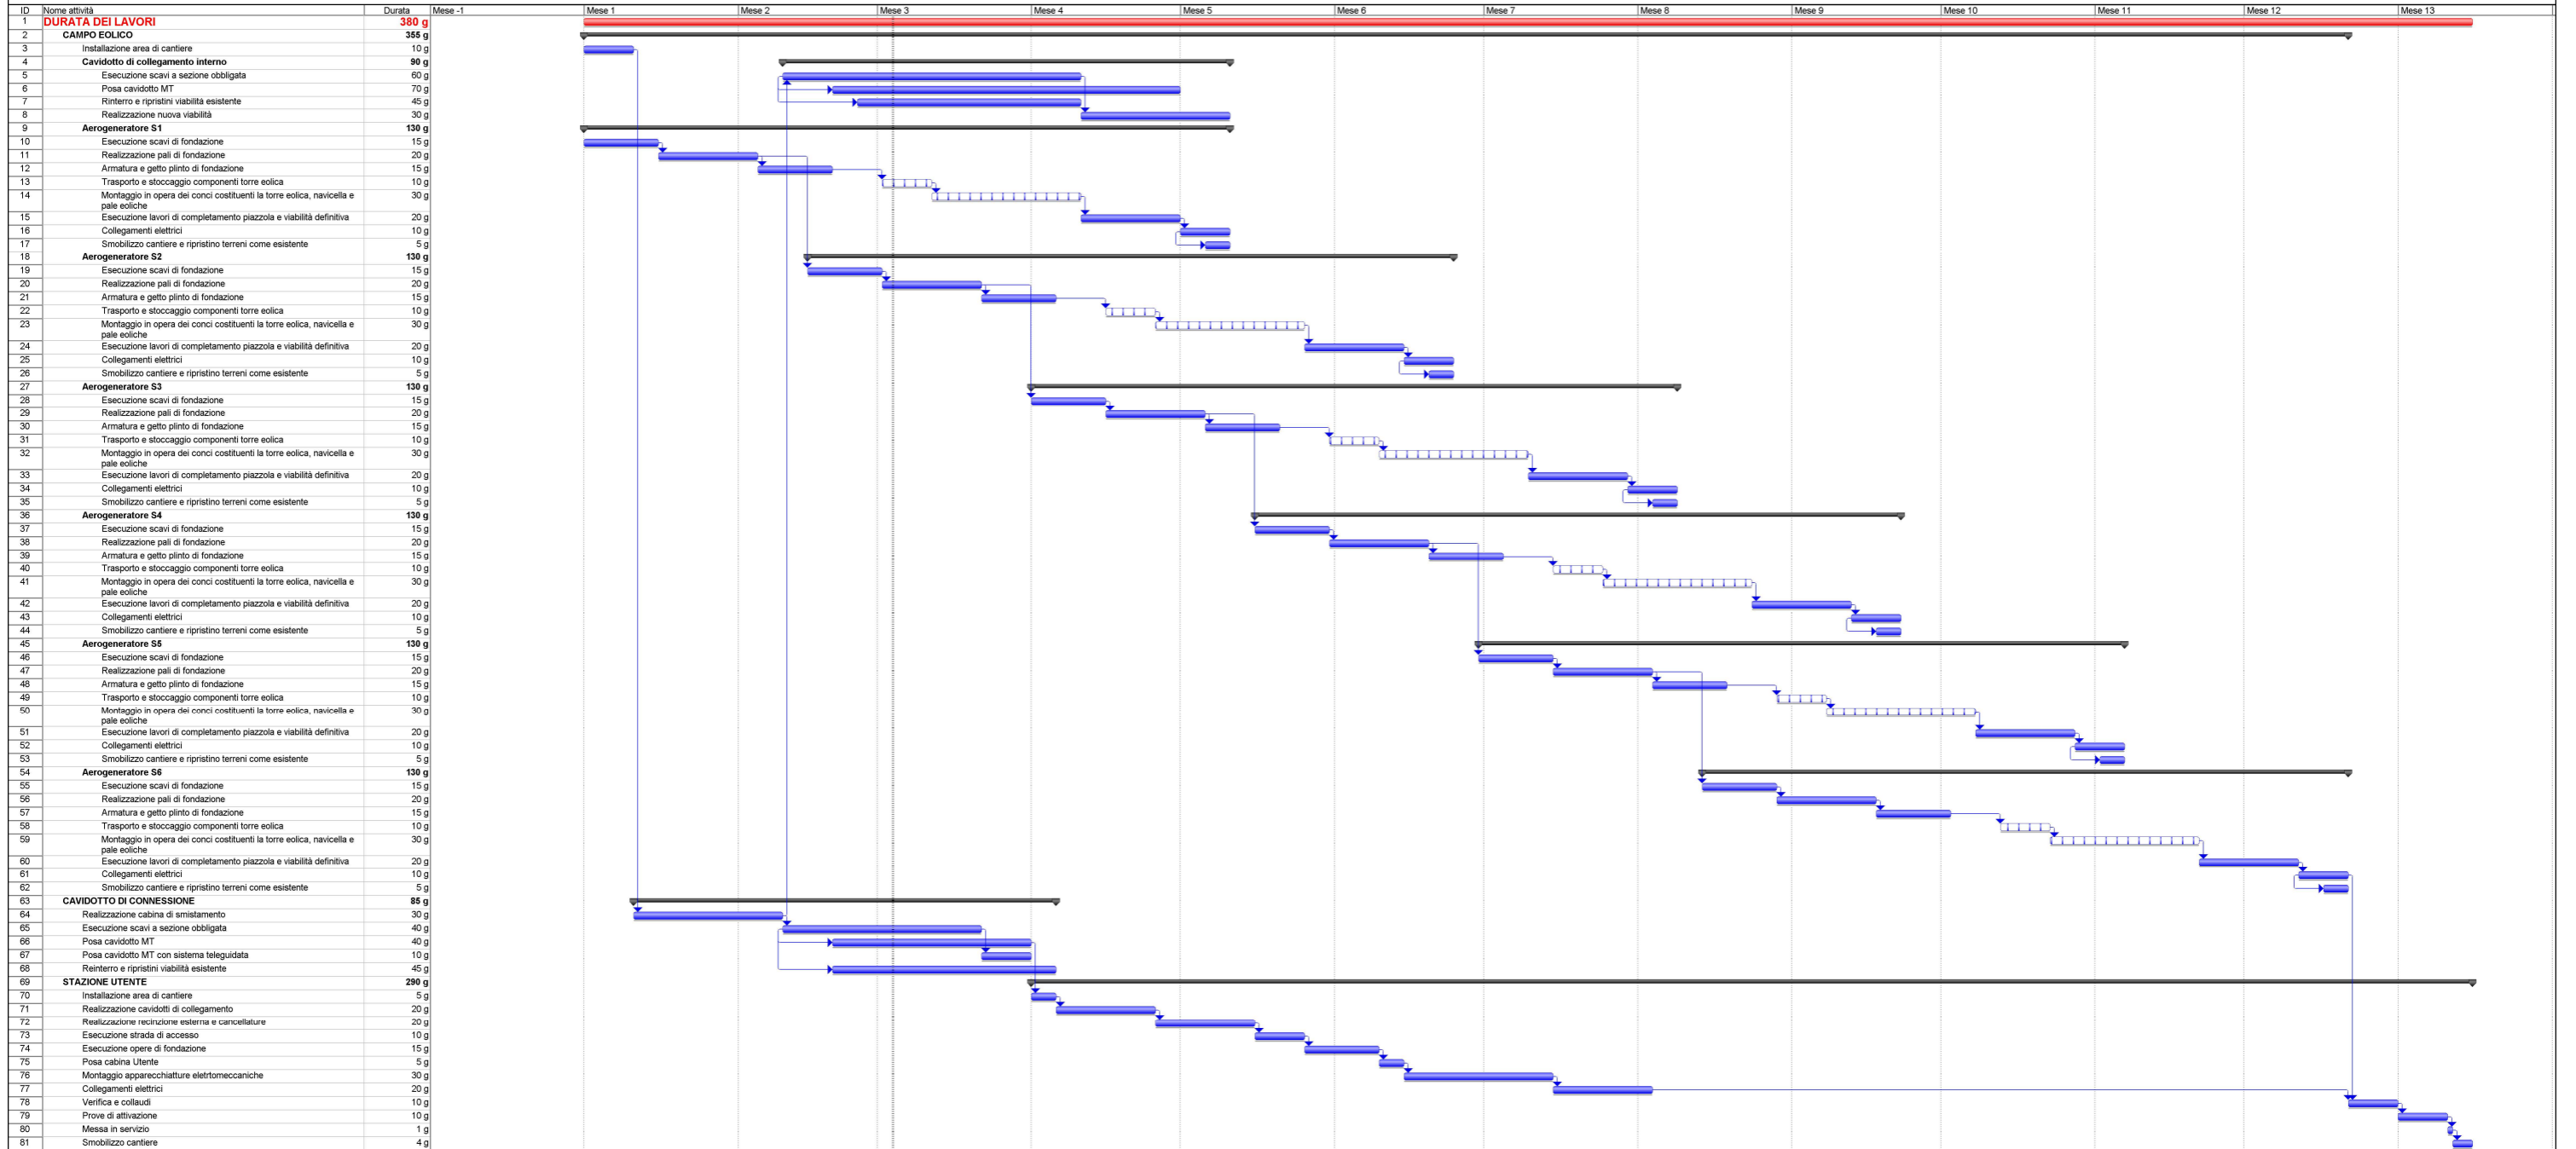 ID Nome attività Durata Mese -1 Mese 1 Mese 2 Mese 3 Mese 4 Mese 5 Mese 6 Mese 7 Mese 8 Mese 9 Mese 10 Mese 11 Mese 12 Mese 13
1 DURATA DEI LAVORI 380 g
2 CAMPO EOLICO 355 g
3 Installazione area di cantiere 10 g
4 Cavidotto di collegamento interno 90 g
5 Esecuzione scavi a sezione obbligata 60 g
6 Posa cavidotto MT 70 g
7 Rinterro e ripristini viabilità esistente 45 g
8 Realizzazione nuova viabilità 30 g
9 Aerogeneratore S1 130 g
10 Esecuzione scavi di fondazione 15 g
11 Realizzazione pali di fondazione 20 g
12 Armatura e getto plinto di fondazione 15 g
13 Trasporto e stoccaggio componenti torre eolica 10 g
14 Montaggio in opera dei conci costituenti la torre eolica, navicella e 30 g
pale eoliche
15 Esecuzione lavori di completamento piazzola e viabilità definitiva 20 g
16 Collegamenti elettrici 10 g
17 Smobilizzo cantiere e ripristino terreni come esistente 5 g
18 Aerogeneratore S2 130 g
19 Esecuzione scavi di fondazione 15 g
20 Realizzazione pali di fondazione 20 g
21 Armatura e getto plinto di fondazione 15 g
22 Trasporto e stoccaggio componenti torre eolica 10 g
23 Montaggio in opera dei conci costituenti la torre eolica, navicella e 30 g
pale eoliche
24 Esecuzione lavori di completamento piazzola e viabilità definitiva 20 g
25 Collegamenti elettrici 10 g
26 Smobilizzo cantiere e ripristino terreni come esistente 5 g
27 Aerogeneratore S3 130 g
28 Esecuzione scavi di fondazione 15 g
29 Realizzazione pali di fondazione 20 g
30 Armatura e getto plinto di fondazione 15 g
31 Trasporto e stoccaggio componenti torre eolica 10 g
32 Montaggio in opera dei conci costituenti la torre eolica, navicella e 30 g
pale eoliche
33 Esecuzione lavori di completamento piazzola e viabilità definitiva 20 g
34 Collegamenti elettrici 10 g
35 Smobilizzo cantiere e ripristino terreni come esistente 5 g
36 Aerogeneratore S4 130 g
37 Esecuzione scavi di fondazione 15 g
38 Realizzazione pali di fondazione 20 g
39 Armatura e getto plinto di fondazione 15 g
40 Trasporto e stoccaggio componenti torre eolica 10 g
41 Montaggio in opera dei conci costituenti la torre eolica, navicella e 30 g
pale eoliche
42 Esecuzione lavori di completamento piazzola e viabilità definitiva 20 g
43 Collegamenti elettrici 10 g
44 Smobilizzo cantiere e ripristino terreni come esistente 5 g
45 Aerogeneratore S5 130 g
46 Esecuzione scavi di fondazione 15 g
47 Realizzazione pali di fondazione 20 g
48 Armatura e getto plinto di fondazione 15 g
49 Trasporto e stoccaggio componenti torre eolica 10 g
50 Montaggio in opera dei conci costituenti la torre eolica, navicella e 30 g
pale eoliche
51 Esecuzione lavori di completamento piazzola e viabilità definitiva 20 g
52 Collegamenti elettrici 10 g
53 Smobilizzo cantiere e ripristino terreni come esistente 5 g
54 Aerogeneratore S6 130 g
55 Esecuzione scavi di fondazione 15 g
56 Realizzazione pali di fondazione 20 g
57 Armatura e getto plinto di fondazione 15 g
58 Trasporto e stoccaggio componenti torre eolica 10 g
59 Montaggio in opera dei conci costituenti la torre eolica, navicella e 30 g
pale eoliche
60 Esecuzione lavori di completamento piazzola e viabilità definitiva 20 g
61 Collegamenti elettrici 10 g
62 Smobilizzo cantiere e ripristino terreni come esistente 5 g
63 CAVIDOTTO DI CONNESSIONE 85 g
64 Realizzazione cabina di smistamento 30 g
65 Esecuzione scavi a sezione obbligata 40 g
66 Posa cavidotto MT 40 g
67 Posa cavidotto MT con sistema teleguidata 10 g
68 Reinterro e ripristini viabilità esistente 45 g
69 STAZIONE UTENTE 290 g
70 Installazione area di cantiere 5 g
71 Realizzazione cavidotti di collegamento 20 g
72 Realizzazione recinzione esterna e cancellature 20 g
73 Esecuzione strada di accesso 10 g
74 Esecuzione opere di fondazione 15 g
75 Posa cabina Utente 5 g
76 Montaggio apparecchiature eletrtomeccaniche 30 g
77 Collegamenti elettrici 20 g
78 Verifica e collaudi 10 g
79 Prove di attivazione 10 g
80 Messa in servizio 1 g
81 Smobilizzo cantiere 4 g